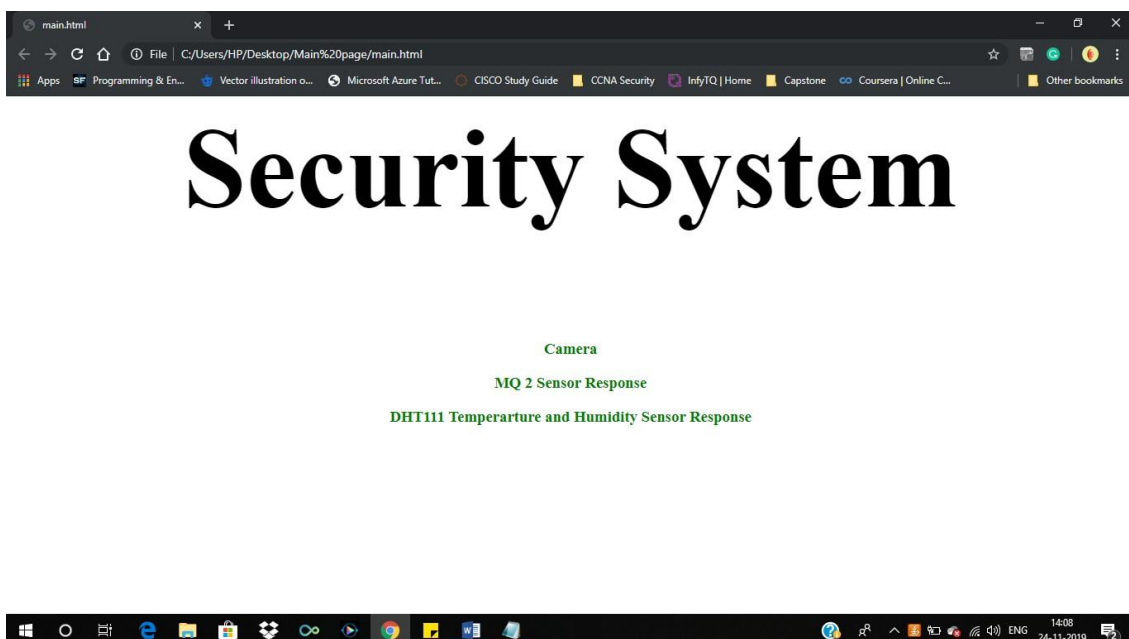 main.html
File | C:/Users/HP/Desktop/Main%20page/main.html
Apps SF Programming & En... Vector illustration o... Microsoft Azure Tut... CISCO Study Guide CCNA Security InfyTQ | Home Capstone Coursera | Online C... Other bookmarks
Security System
Camera
MQ 2 Sensor Response
DHT111 Temperarture and Humidity Sensor Response
ENG 14:08
24-11-2019